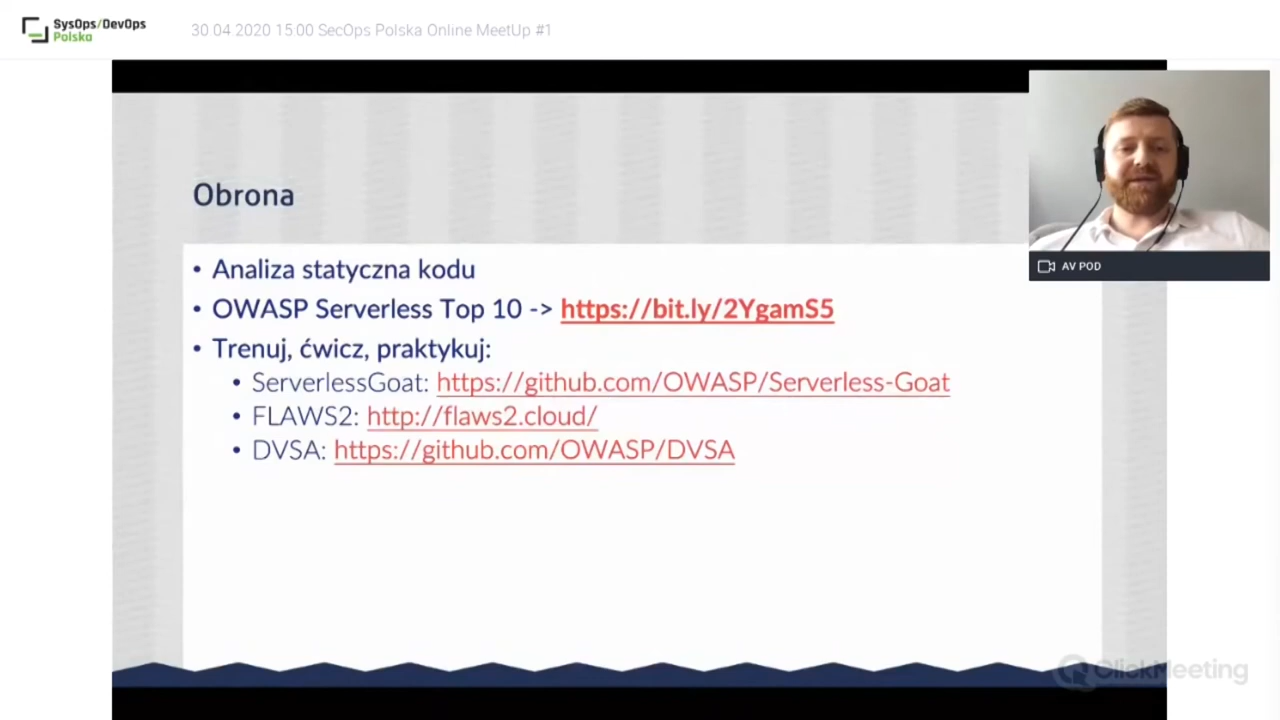 SysOps/DevOps
Polska
30 04 2020 15:00 SecOps Polska Online MeetUp #1
Obrona
• Analiza statyczna kodu
• OWASP Serverless Top 10 -> https://bit.ly/2YgamS5
• Trenuj, ćwicz, praktykuj:
• ServerlessGoat: https://github.com/OWASP/Serverless-Goat
• FLAWS2: http://flaws2.cloud/
• DVSA: https://github.com/OWASP/DVSA
AV POD
ClickMeeting